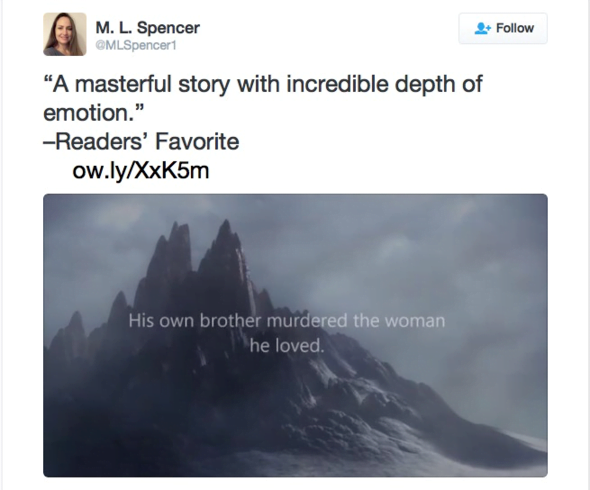 M. L. Spencer
@MLSpencer1
Follow
“A masterful story with incredible depth of
emotion.”
–Readers’ Favorite
ow.ly/XxK5m
His own brother murdered the woman
he loved.